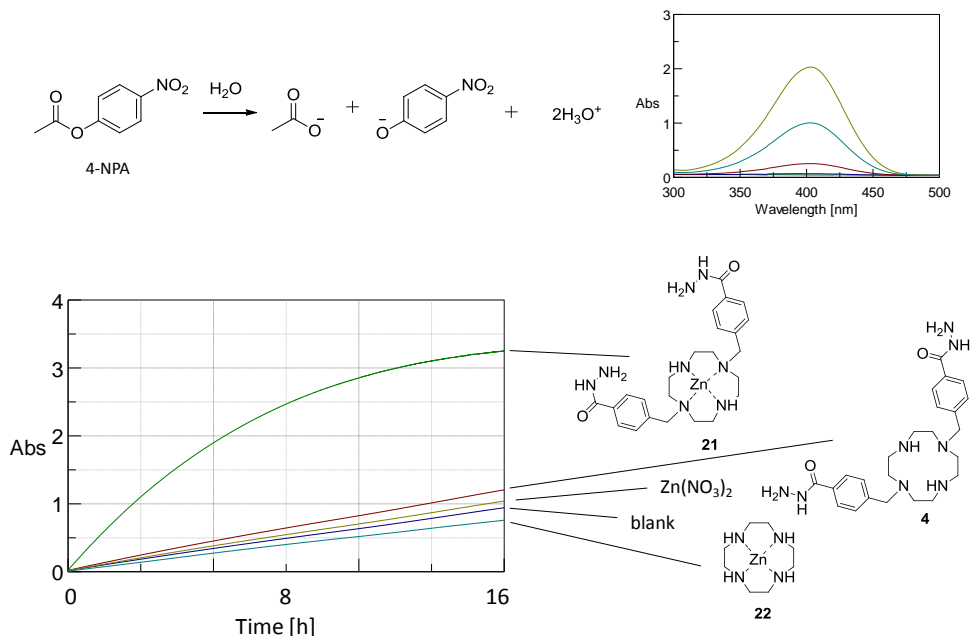 NO₂
O
O
4-NPA
H₂O
O
O⁻
+
NO₂
⁻O
+
2H₃O⁺
3
2
Abs
1
0
300 350 400 450 500
Wavelength [nm]
4
3
Abs
2
1
0
0 8 16
Time [h]
H
N
H₂N
O
NH₂
HN
O
HN
N
Zn
N
NH
21
H₂N
NH
O
NH
N
N
HN
O
H
N
H₂N
4
Zn(NO₃)₂
blank
HN
NH
Zn
NH
NH
22